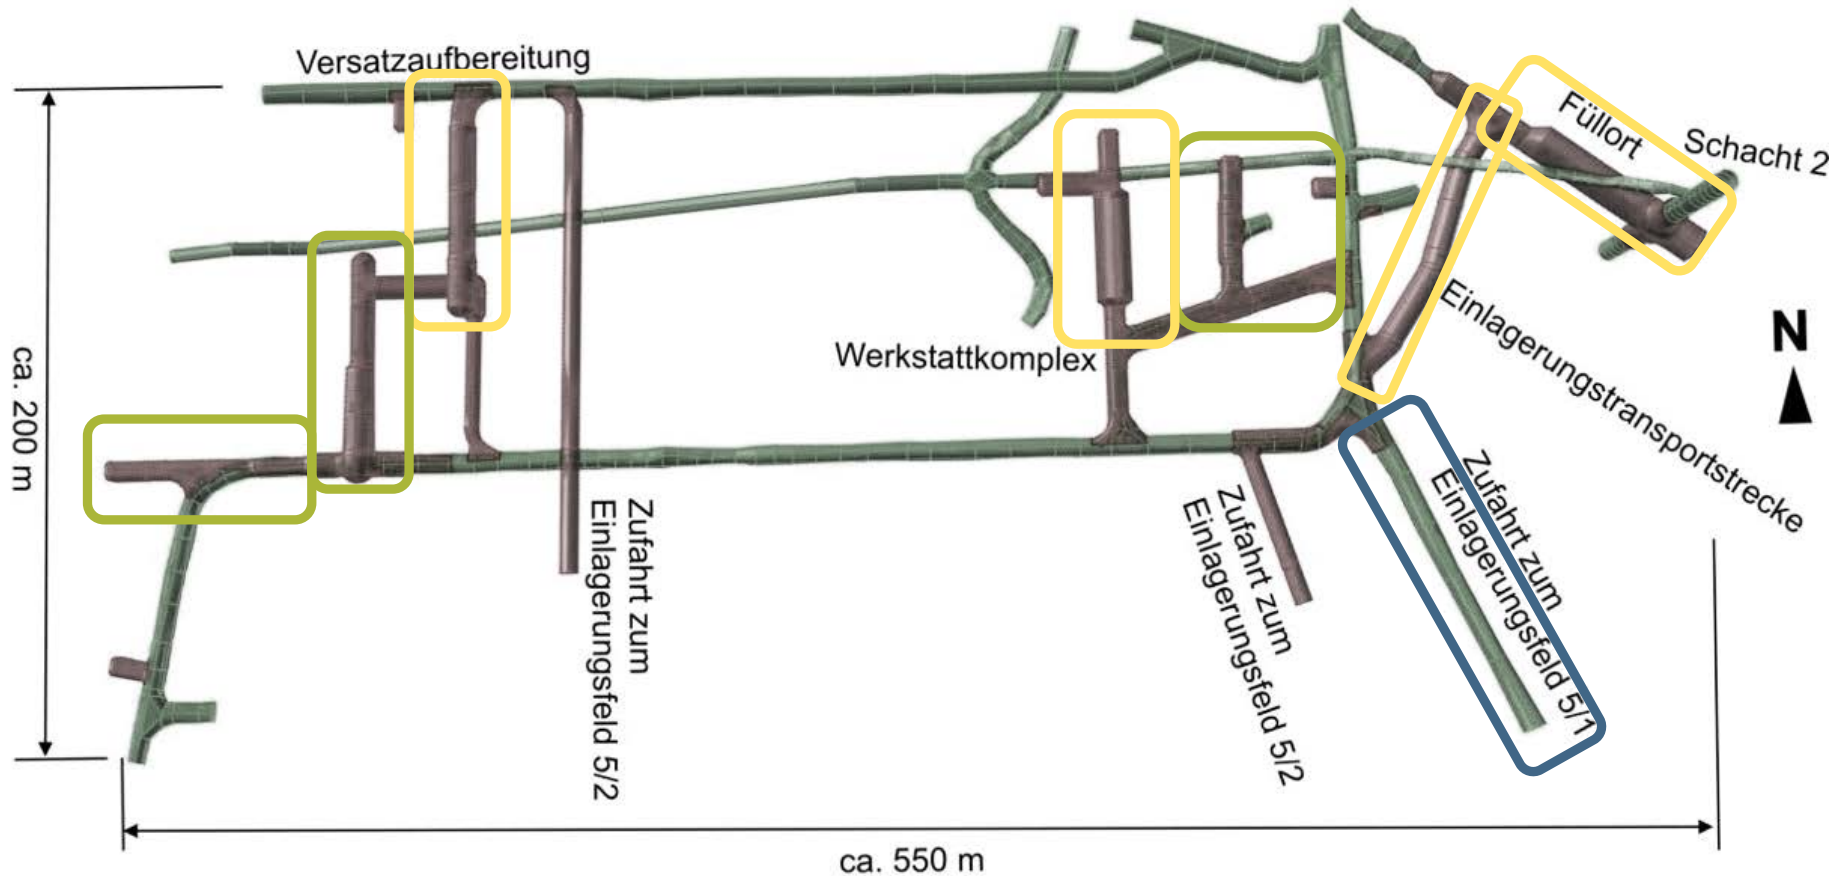 Versatzaufbereitung
Füllort
Schacht 2
Einlagerungstransportstrecke
N
ca. 200 m
Werkstattkomplex
Zufahrt zum
Einlagerungsfeld 5/2
Zufahrt zum
Einlagerungsfeld 5/2
Zufahrt zum
Einlagerungsfeld 5/1
ca. 550 m